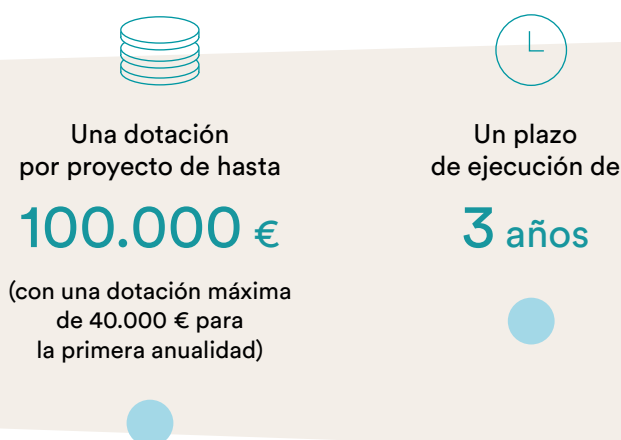 Una dotación
por proyecto de hasta
100.000 €
(con una dotación máxima
de 40.000 € para
la primera anualidad)
Un plazo
de ejecución de
3 años